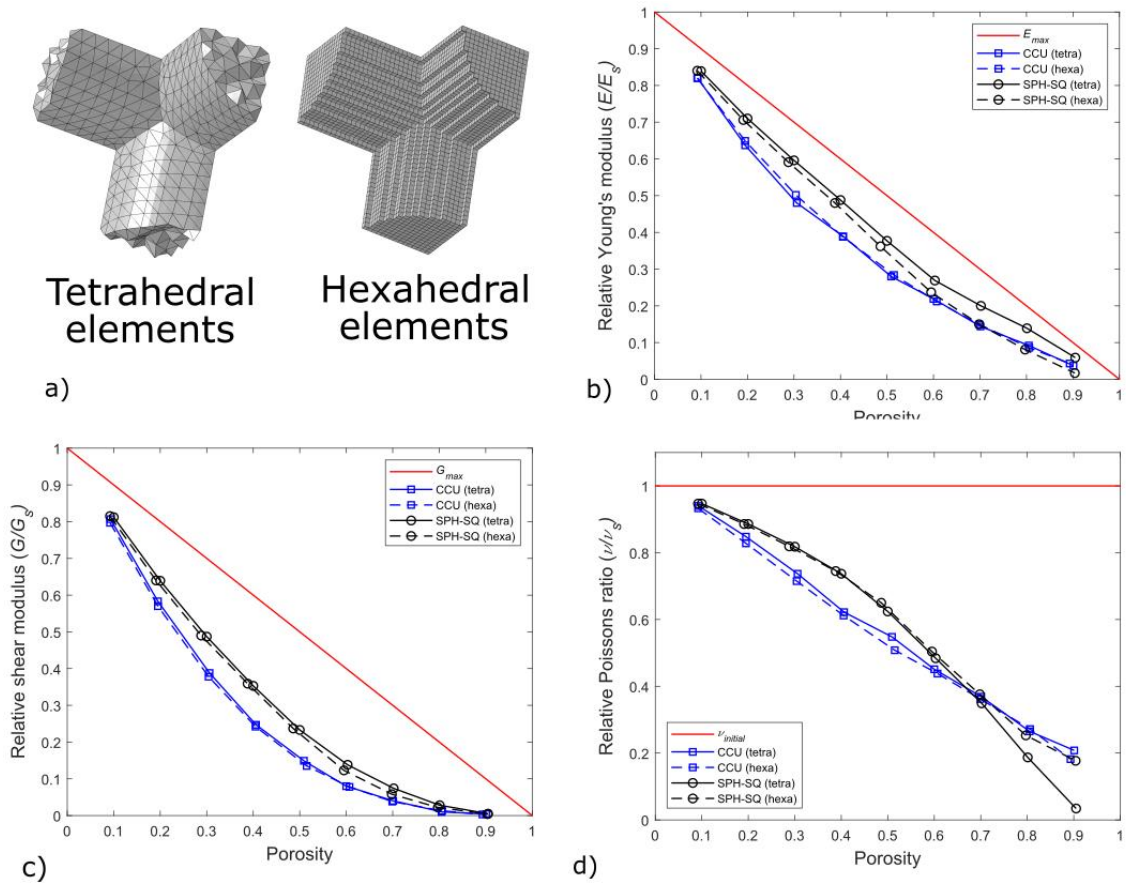 Tetrahedral
elements
Hexahedral
elements
a)
Relative Young's modulus (E/E_s)
1
0.9
0.8
0.7
0.6
0.5
0.4
0.3
0.2
0.1
0
0
0.1
0.2
0.3
0.4
0.5
0.6
0.7
0.8
0.9
1
Porosity
E_max
CCU (tetra)
CCU (hexa)
SPH-SQ (tetra)
SPH-SQ (hexa)
b)
Relative shear modulus (G/G_s)
1
0.9
0.8
0.7
0.6
0.5
0.4
0.3
0.2
0.1
0
0
0.1
0.2
0.3
0.4
0.5
0.6
0.7
0.8
0.9
1
Porosity
G_max
CCU (tetra)
CCU (hexa)
SPH-SQ (tetra)
SPH-SQ (hexa)
c)
Relative Poissons ratio (ν/ν_s)
1
0.8
0.6
0.4
0.2
0
0
0.1
0.2
0.3
0.4
0.5
0.6
0.7
0.8
0.9
1
Porosity
ν_initial
CCU (tetra)
CCU (hexa)
SPH-SQ (tetra)
SPH-SQ (hexa)
d)